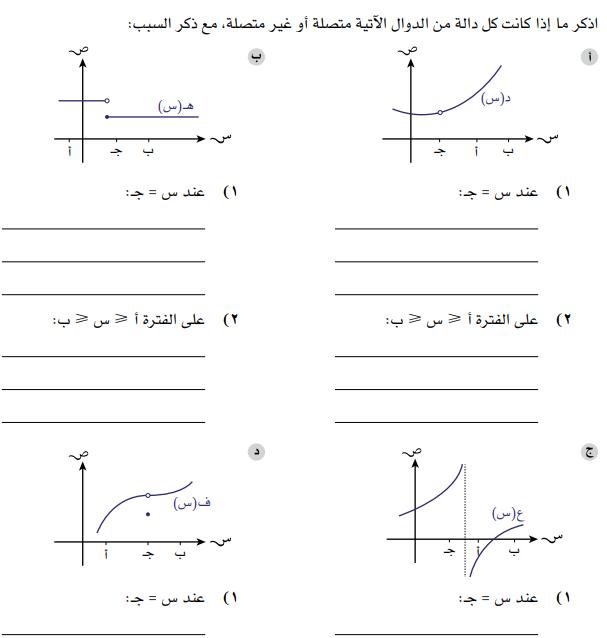 اذكر ما إذا كانت كل دالة من الدوال الآتية متصلة أو غير متصلة، مع ذكر السبب:
أ
ص
د(س)
س
جـ أ ب
١) عند س = جـ:
٢) على الفترة أ ⩽ س ⩽ ب:
ب
ص
هـ(س)
س
أ جـ ب
١) عند س = جـ:
٢) على الفترة أ ⩽ س ⩽ ب:
ج
ص
ع(س)
س
جـ أ ب
١) عند س = جـ:
د
ص
ف(س)
س
أ جـ ب
١) عند س = جـ: